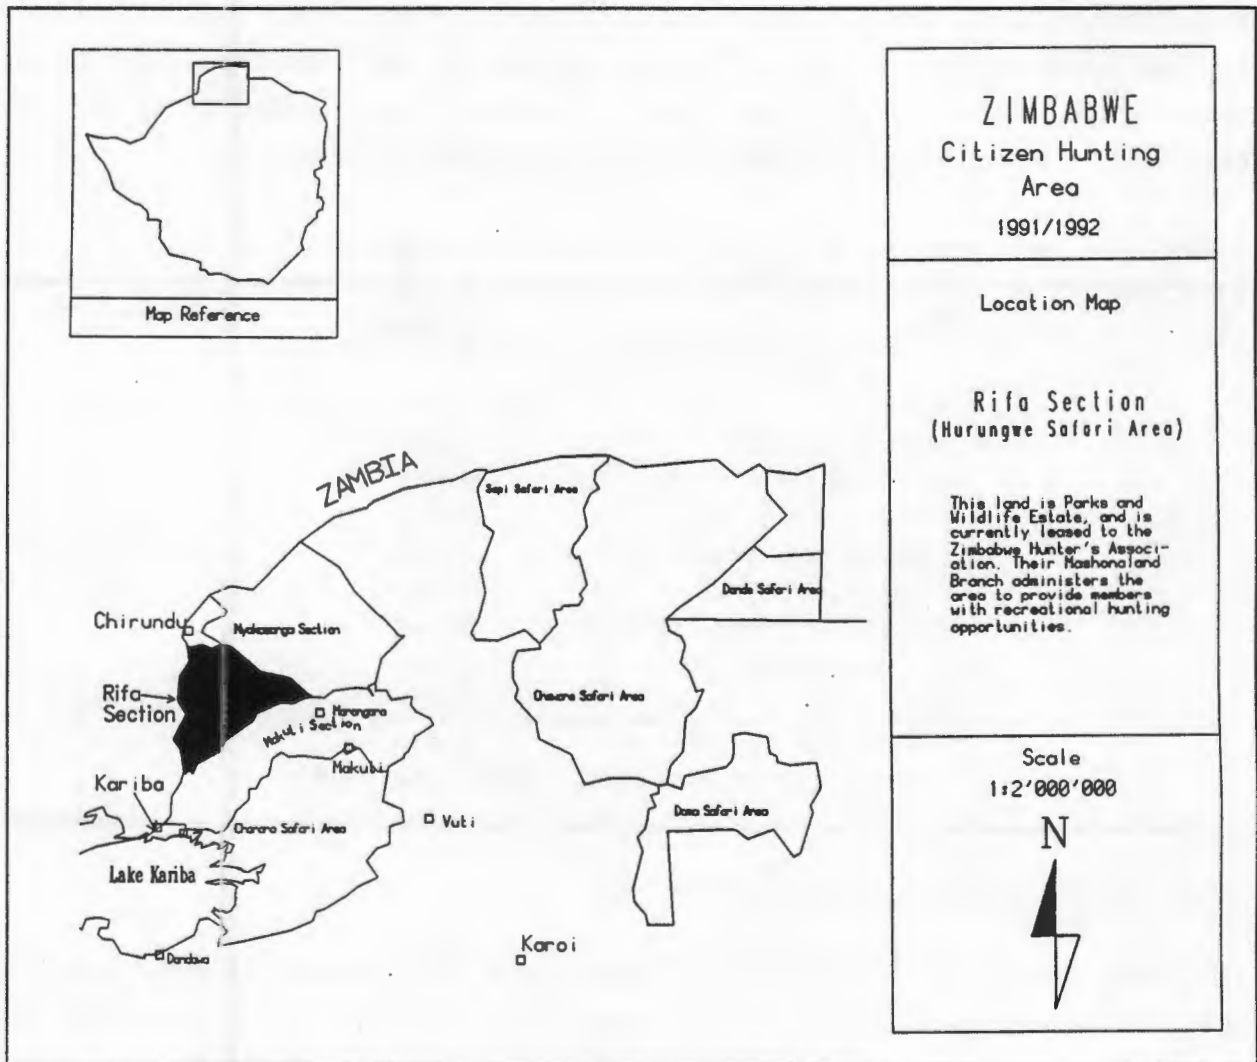 Map Reference
ZIMBABWE
Citizen Hunting
Area
1991/1992
Location Map
Rifa Section
(Hurungwe Safari Area)
This land is Parks and
Wildlife Estate, and is
currently leased to the
Zimbabwe Hunter's Associ-
ation. Their Mashonaland
Branch administers the
area to provide members
with recreational hunting
opportunities.
Scale
1:2'000'000
N
ZAMBIA
Sapi Safari Area
Dande Safari Area
Chirundu
Nyakasanga Section
Rifa
Section
Marongora
Makuti Section
Makuti
Chewore Safari Area
Kariba
Charara Safari Area
Vuti
Doma Safari Area
Lake Kariba
Dandawa
Karoi